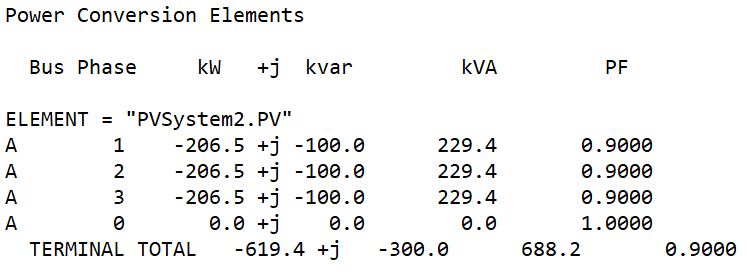 Power Conversion Elements
Bus Phase kW +j kvar kVA PF
ELEMENT = "PVSystem2.PV"
A 1 -206.5 +j -100.0 229.4 0.9000
A 2 -206.5 +j -100.0 229.4 0.9000
A 3 -206.5 +j -100.0 229.4 0.9000
A 0 0.0 +j 0.0 0.0 1.0000
TERMINAL TOTAL -619.4 +j -300.0 688.2 0.9000